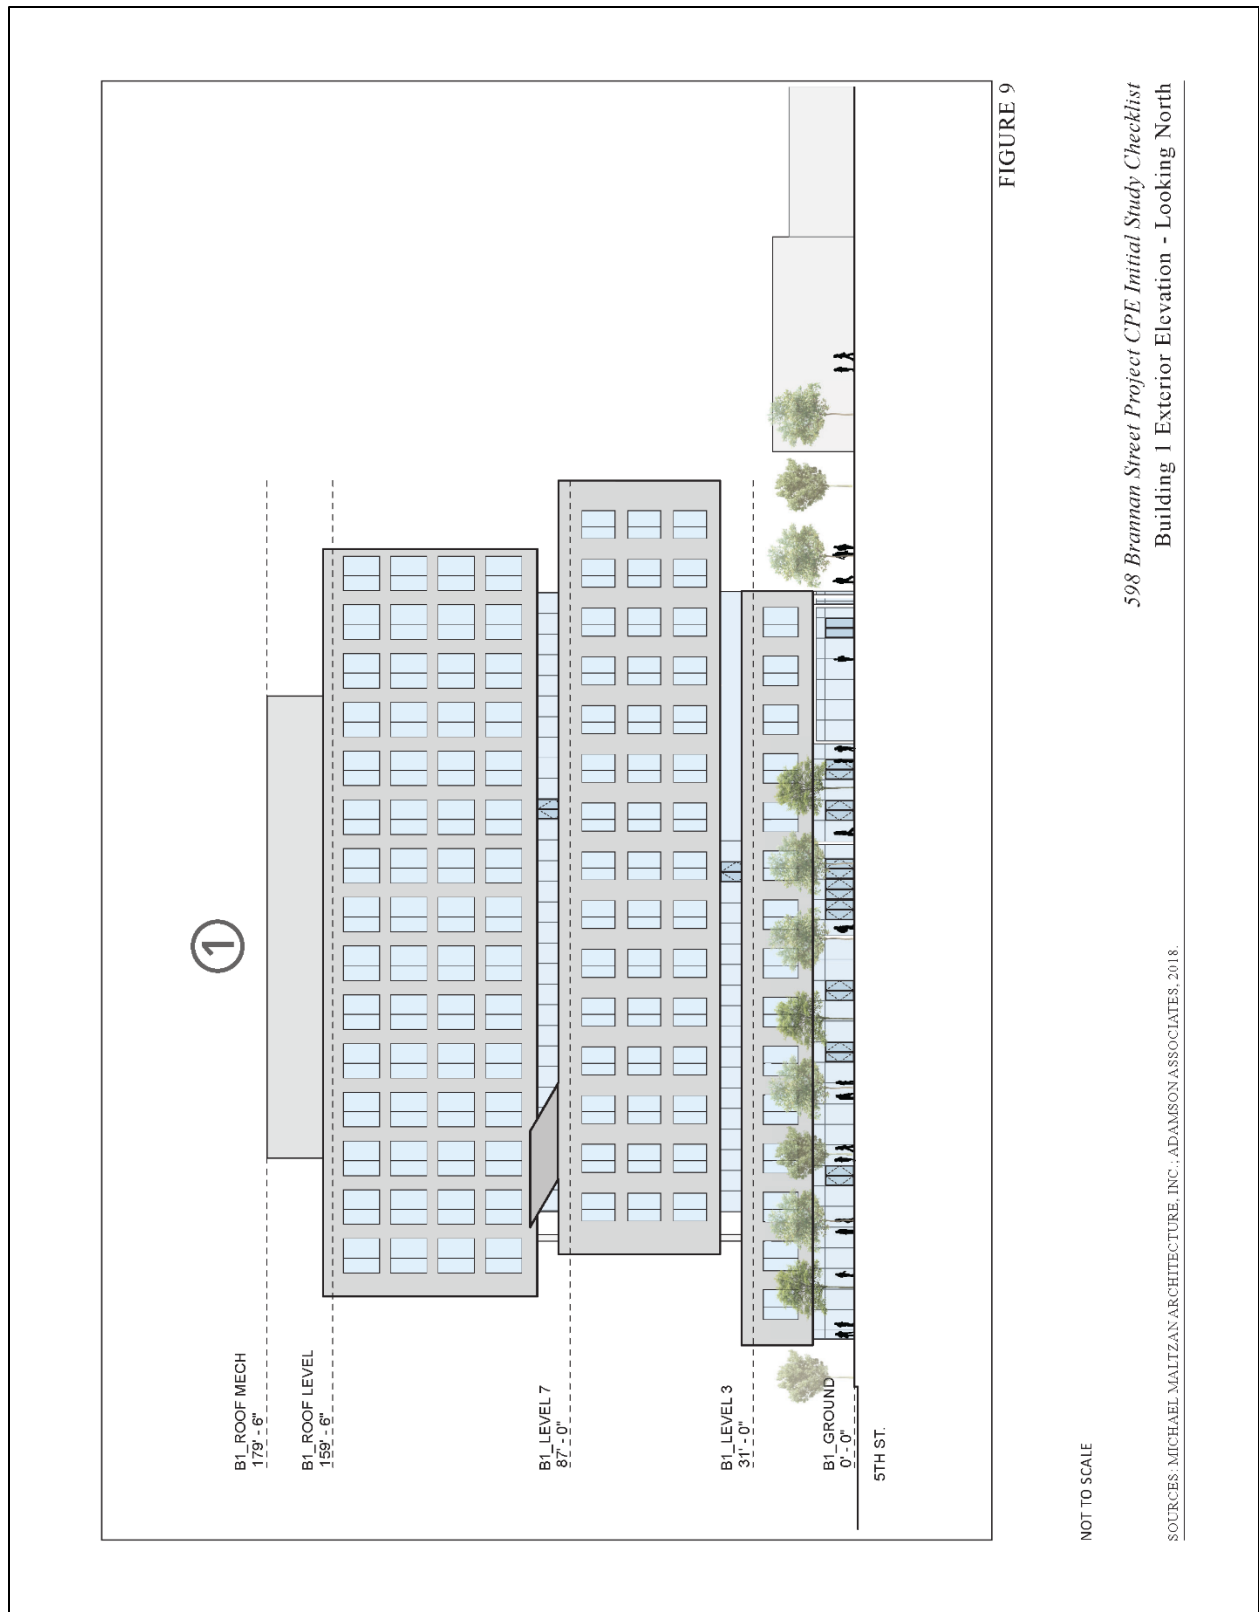 1
B1_ROOF MECH
179' - 6"
B1_ROOF LEVEL
159' - 6"
B1_LEVEL 7
87' - 0"
B1_LEVEL 3
31' - 0"
B1_GROUND
0' - 0"
5TH ST.
FIGURE 9
NOT TO SCALE
598 Brannan Street Project CPE Initial Study Checklist
Building 1 Exterior Elevation - Looking North
SOURCES: MICHAEL MALTZAN ARCHITECTURE, INC.; ADAMSON ASSOCIATES, 2018.